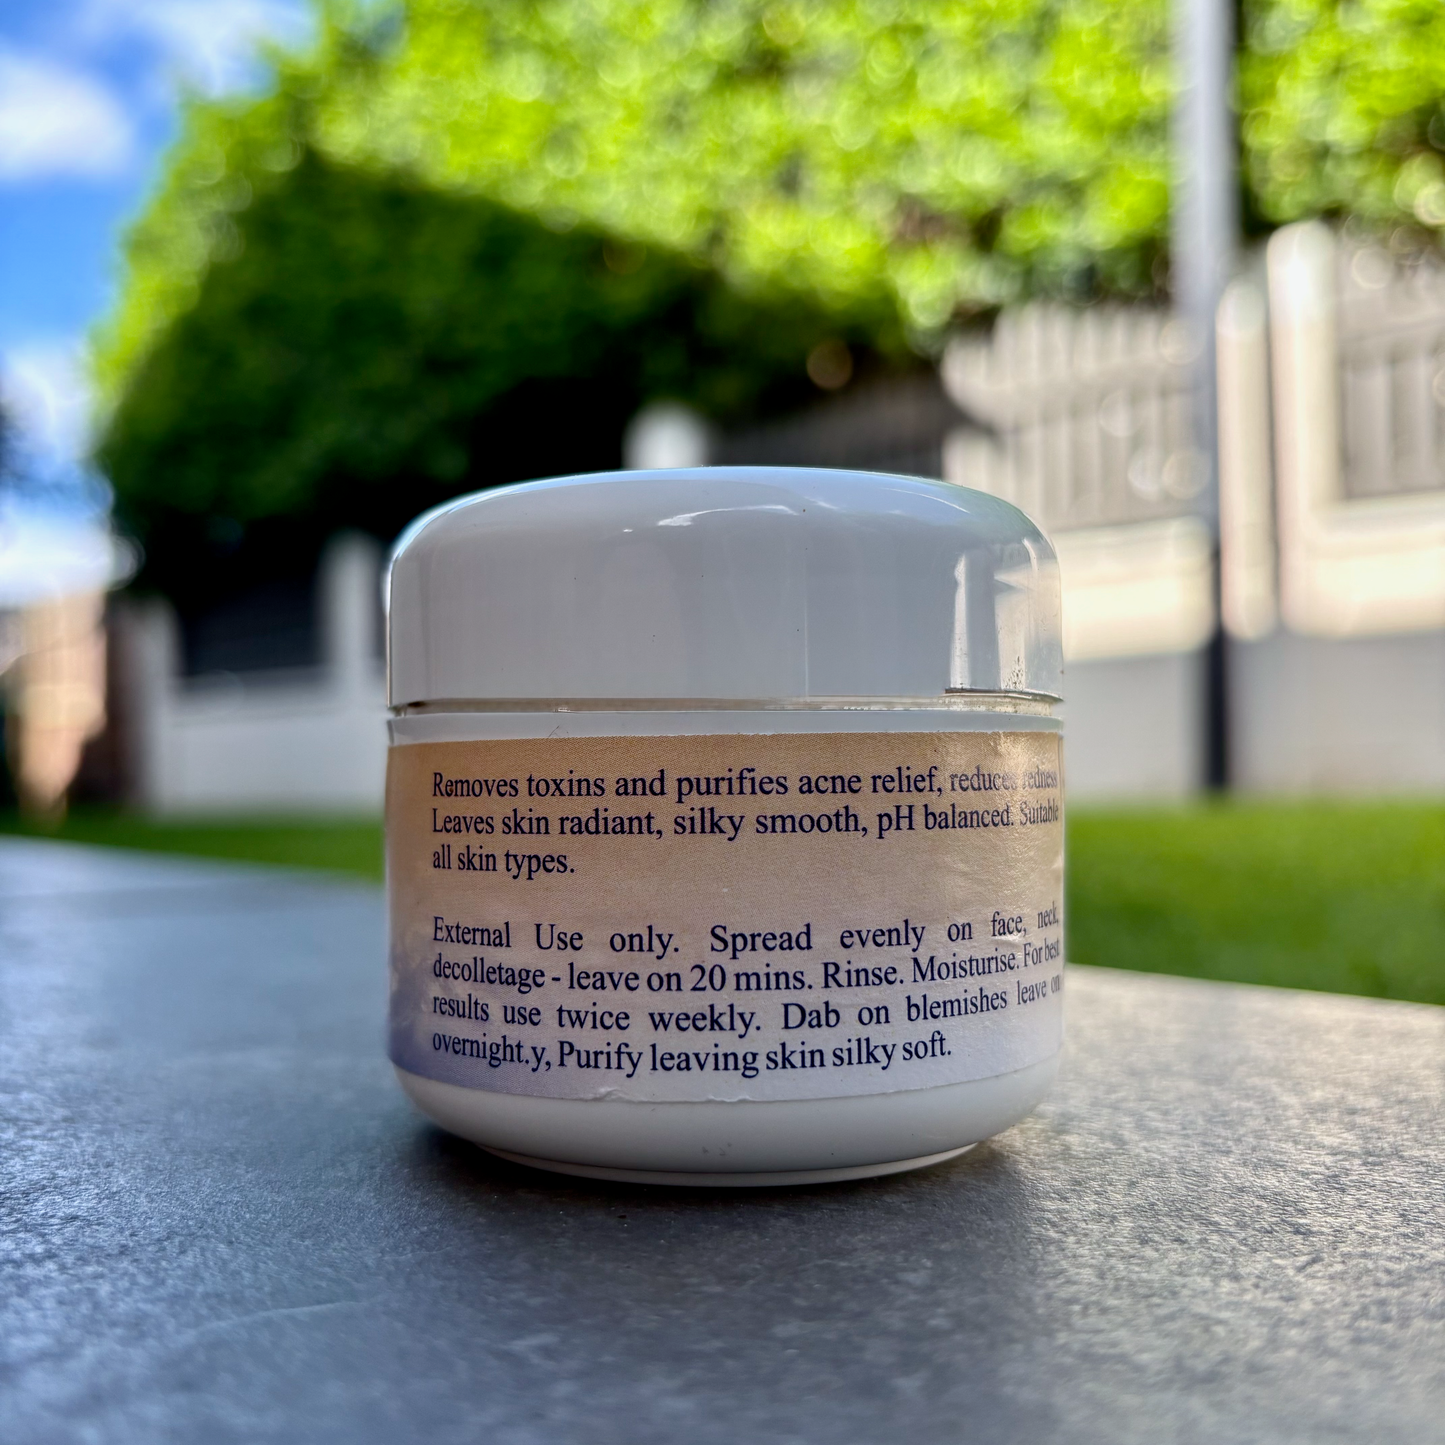 Removes toxins and purifies acne relief, reduces redness
Leaves skin radiant, silky smooth, pH balanced. Suitable
all skin types.
External Use only. Spread evenly on face, neck,
decolletage - leave on 20 mins. Rinse. Moisturise. For best
results use twice weekly. Dab on blemishes leave on
overnight.y, Purify leaving skin silky soft.